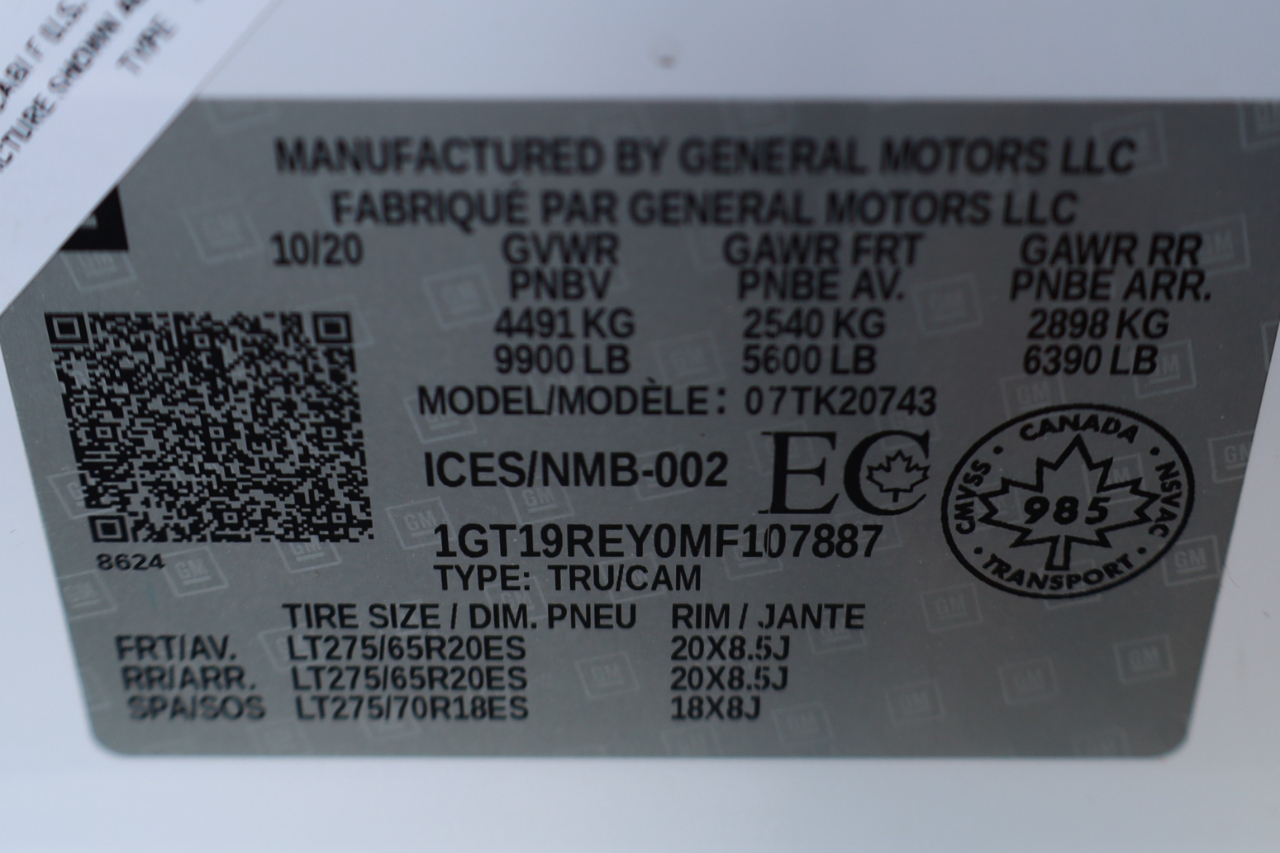 TYPE
MANUFACTURED BY GENERAL MOTORS LLC
FABRIQUÉ PAR GENERAL MOTORS LLC
10/20 GVWR GAWR FRT GAWR RR
PNBV PNBE AV. PNBE ARR.
4491 KG 2540 KG 2898 KG
9900 LB 5600 LB 6390 LB
MODEL/MODÈLE: 07TK20743
ICES/NMB-002 EC
CANADA
CMVSS · NSVAC
985
TRANSPORT
1GT19REY0MF107887
8624
TYPE: TRU/CAM
TIRE SIZE / DIM. PNEU RIM / JANTE
FRT/AV. LT275/65R20ES 20X8.5J
RR/ARR. LT275/65R20ES 20X8.5J
SPA/SOS LT275/70R18ES 18X8J